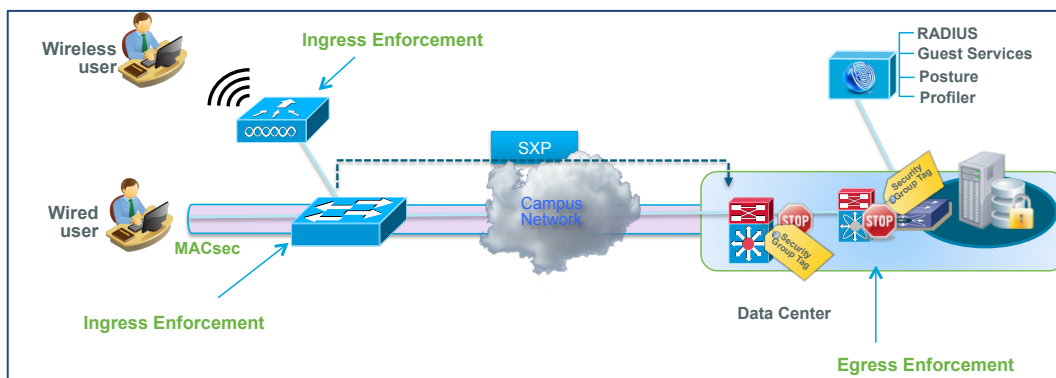 Wireless
user
Ingress Enforcement
RADIUS
Guest Services
Posture
Profiler
SXP
Security
Group Tag
Wired
user
Campus
Network
STOP
STOP
MACsec
Security
Group Tag
Ingress Enforcement
Data Center
Egress Enforcement